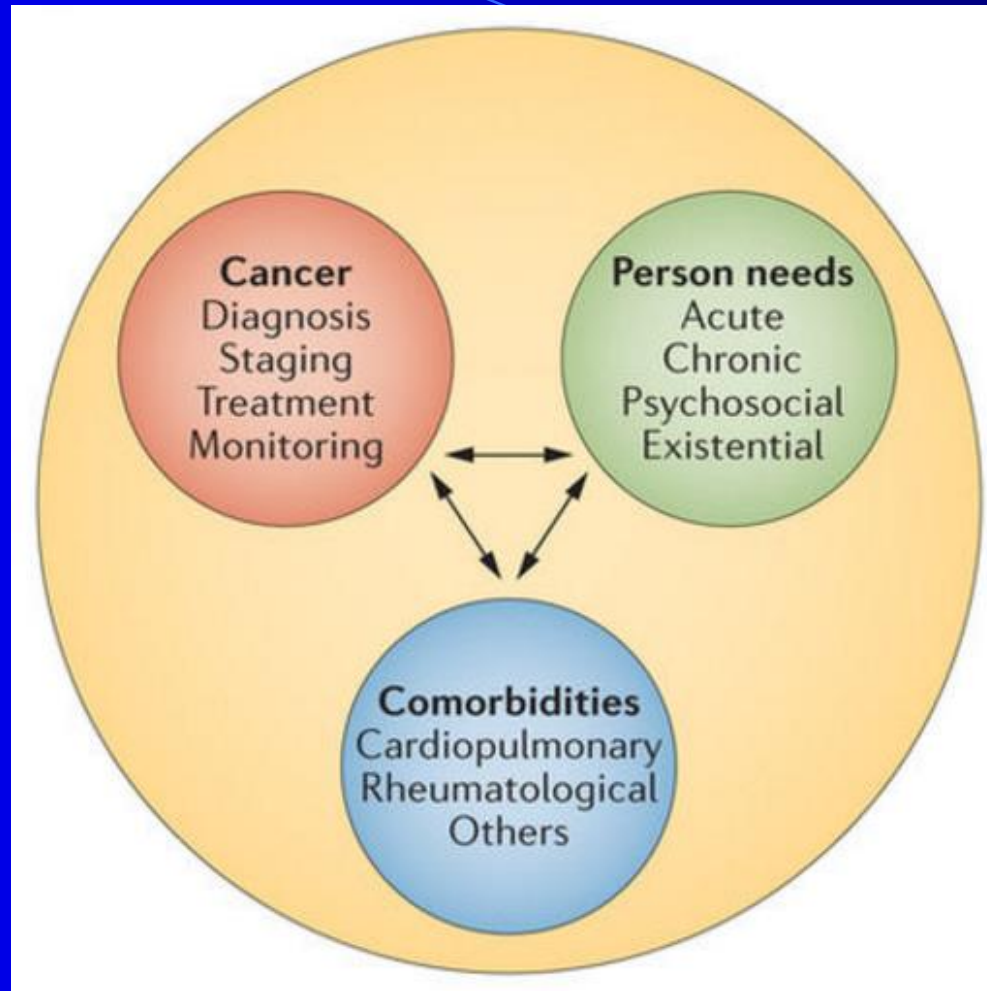 Cancer
Diagnosis
Staging
Treatment
Monitoring
Person needs
Acute
Chronic
Psychosocial
Existential
Comorbidities
Cardiopulmonary
Rheumatological
Others